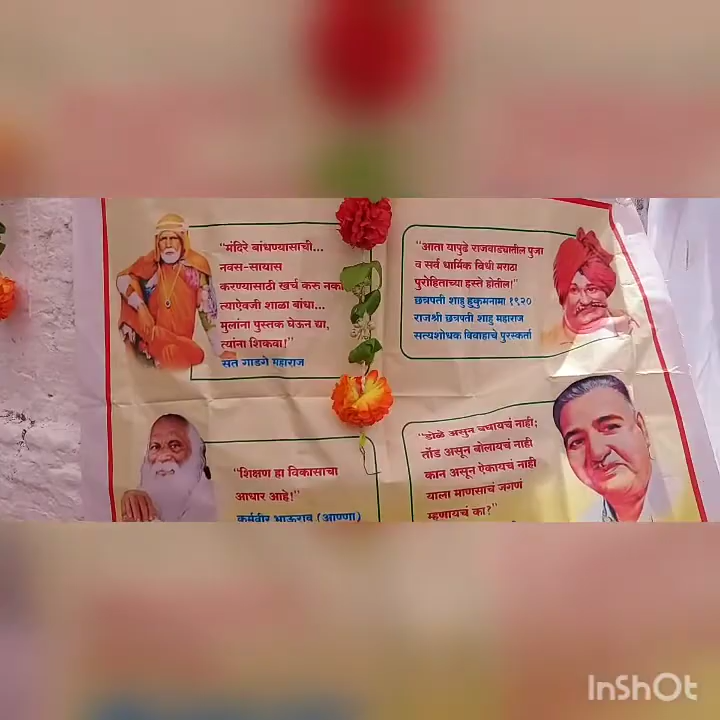 "मंदिरे बांधण्यासाची...
नवस-सायास
करण्यासाठी खर्च करु नका
त्याऐवजी शाळा बांधा...
मुलांना पुस्तक घेऊन द्या,
त्यांना शिकवा!"
संत गाडगे महाराज
"आता यापुढे राजवाड्यातील पुजा
व सर्व धार्मिक विधी मराठा
पुरोहिताच्या हस्ते होतील!"
छत्रपती शाहु हुकुमनामा १९२०
राजश्री छत्रपती शाहु महाराज
सत्यशोधक विवाहाचे पुरस्कर्ता
"शिक्षण हा विकासाचा
आधार आहे!"
कर्मवीर भाऊराव (आण्णा)
"डोळे असुन बघायचं नाही;
तोंड असून बोलायचं नाही
कान असून ऐकायचं नाही
याला माणसाचं जगणं
म्हणायचं का?"
InShOt